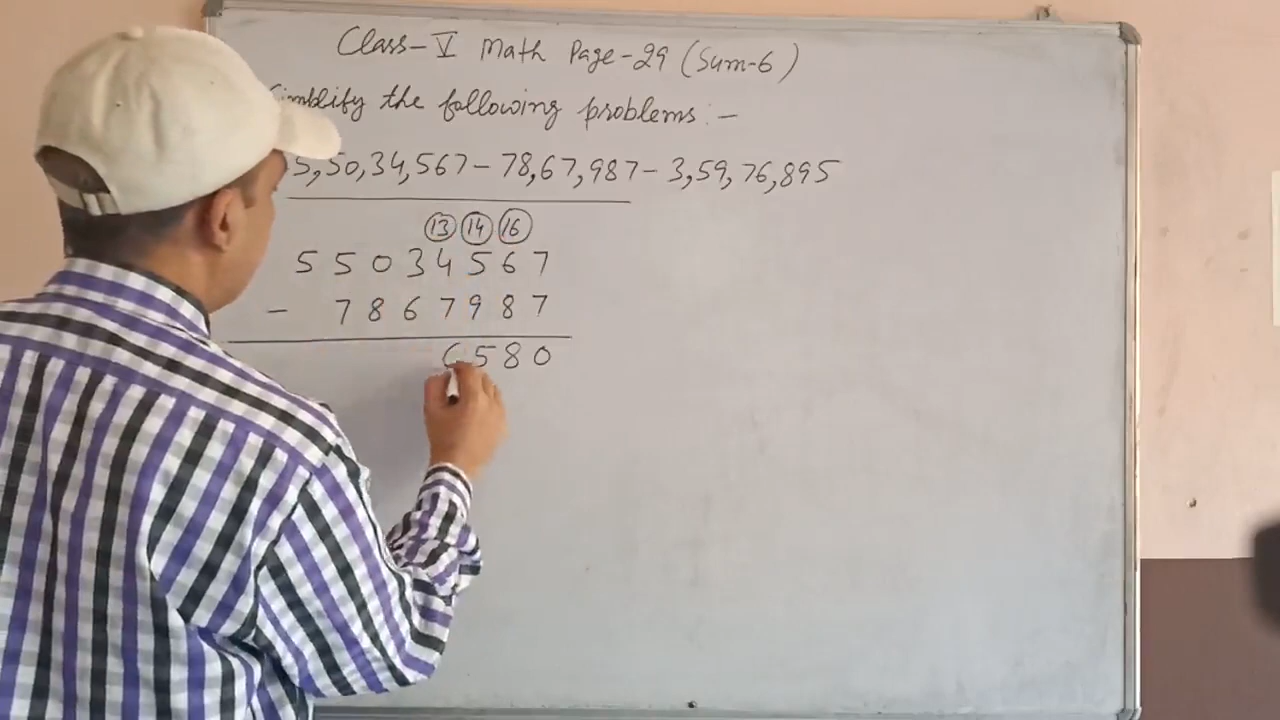 Class-V Math Page-29 (Sum-6)
Simplify the following problems:-
5,50,34,567-78,67,987-3,59,76,895
13 14 16
5 5 0 3 4 5 6 7
- 7 8 6 7 9 8 7
6 5 8 0